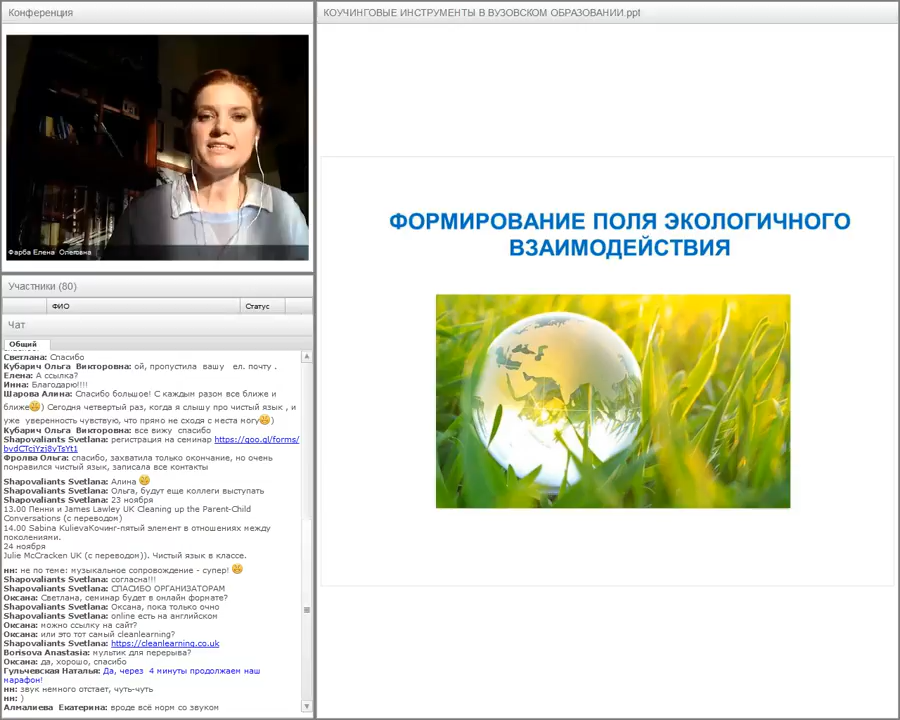 Конференция
Фарба Елена Олеговна
Участники (80)
ФИО
Статус
Чат
Общий
Светлана: Спасибо
Кубарич Ольга Викторовна: ой, пропустила вашу ел. почту .
Елена: А ссылка?
Инна: Благодарю!!!!
Шарова Алина: Спасибо большое! С каждым разом все ближе и
ближе) Сегодня четвертый раз, когда я слышу про чистый язык , и
уже уверенность чувствую, что прямо не сходя с места могу)
Кубарич Ольга Викторовна: все вижу спасибо
Shapovaliants Svetlana: регистрация на семинар https://goo.gl/forms/
bvdCTcjYzj8vTsYt1
Фролва Ольга: спасибо, захватила только окончание, но очень
понравился чистый язык, записала все контакты
Shapovaliants Svetlana: Алина
Shapovaliants Svetlana: Ольга, будут еще коллеги выступать
Shapovaliants Svetlana: 23 ноября
13.00 Пенни и James Lawley UK Cleaning up the Parent-Child
Conversations (с переводом)
14.00 Sabina KulievaКочинг-пятый элемент в отношениях между
поколениями.
24 ноября
Julie McCracken UK (с переводом)). Чистый язык в классе.
нн: не по теме: музыкальное сопровождение - супер!
Shapovaliants Svetlana: согласна!!!
Shapovaliants Svetlana: СПАСИБО ОРГАНИЗАТОРАМ
Оксана: Светлана, семинар будет в онлайн формате?
Shapovaliants Svetlana: Оксана, пока только очно
Shapovaliants Svetlana: online есть на английском
Оксана: можно ссылку на сайт?
Оксана: или это тот самый cleanlearning?
Shapovaliants Svetlana: https://cleanlearning.co.uk
Borisova Anastasia: мультик для перерыва?
Оксана: да, хорошо, спасибо
Гульчевская Наталья: Да, через 4 минуты продолжаем наш
марафон!
нн: звук немного отстает, чуть-чуть
нн: )
Алмалиева Екатерина: вроде всё норм со звуком
КОУЧИНГОВЫЕ ИНСТРУМЕНТЫ В ВУЗОВСКОМ ОБРАЗОВАНИИ.ppt
ФОРМИРОВАНИЕ ПОЛЯ ЭКОЛОГИЧНОГО
ВЗАИМОДЕЙСТВИЯ